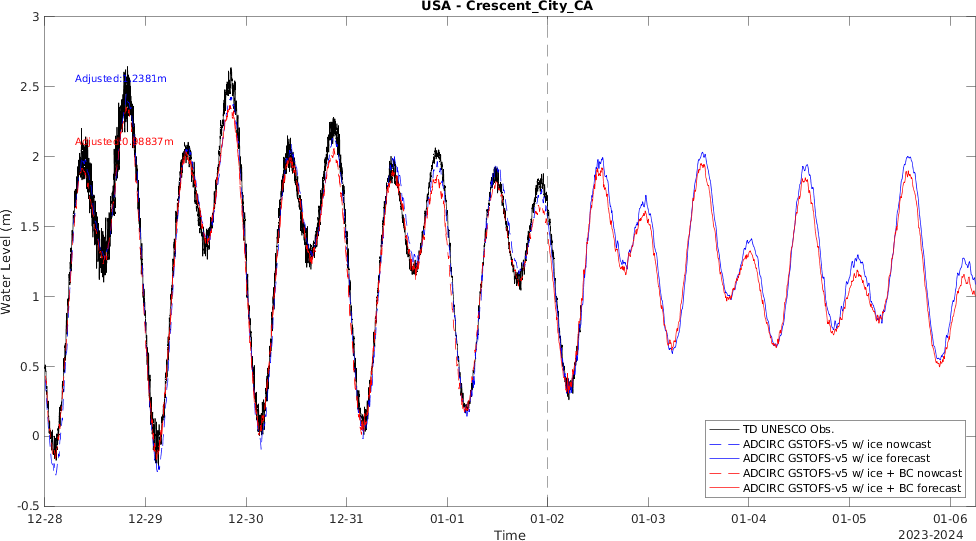 USA - Crescent_City_CA
3
2.5
2
1.5
1
0.5
0
-0.5
Water Level (m)
Adjusted: 2381m
Adjusted: 98837m
12-28
12-29
12-30
12-31
01-01
01-02
01-03
01-04
01-05
01-06
Time
2023-2024
TD UNESCO Obs.
ADCIRC GSTOFS-v5 w/ ice nowcast
ADCIRC GSTOFS-v5 w/ ice forecast
ADCIRC GSTOFS-v5 w/ ice + BC nowcast
ADCIRC GSTOFS-v5 w/ ice + BC forecast